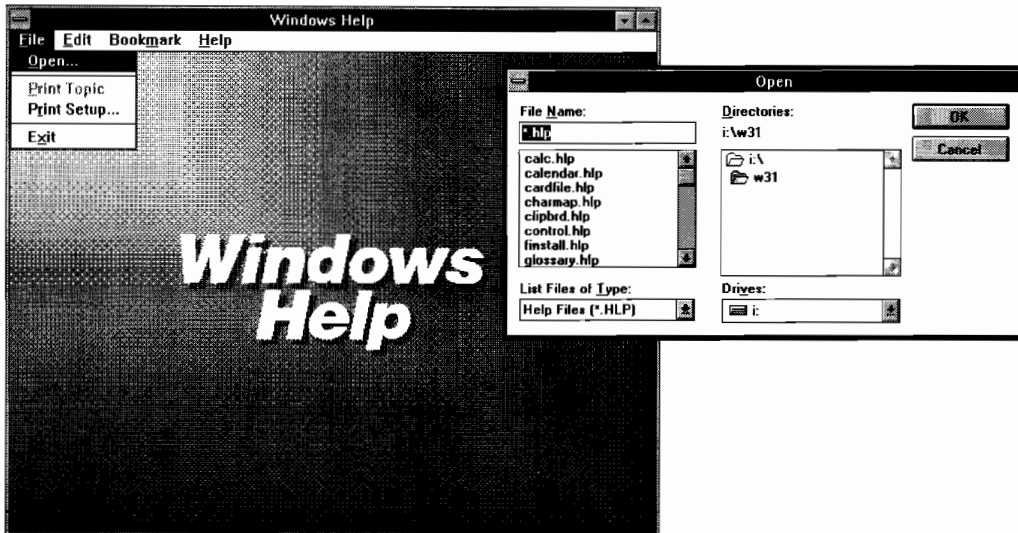 Windows Help
File Edit Bookmark Help
Open...
Print Topic
Print Setup...
Exit
Windows
Help
Open
File Name:
*.hlp
calc.hlp
calendar.hlp
cardfile.hlp
charmap.hlp
clipbrd.hlp
control.hlp
finstall.hlp
glossary.hlp
List Files of Type:
Help Files (*.HLP)
Directories:
i:\w31
i:\
w31
Drives:
i:
OK
Cancel